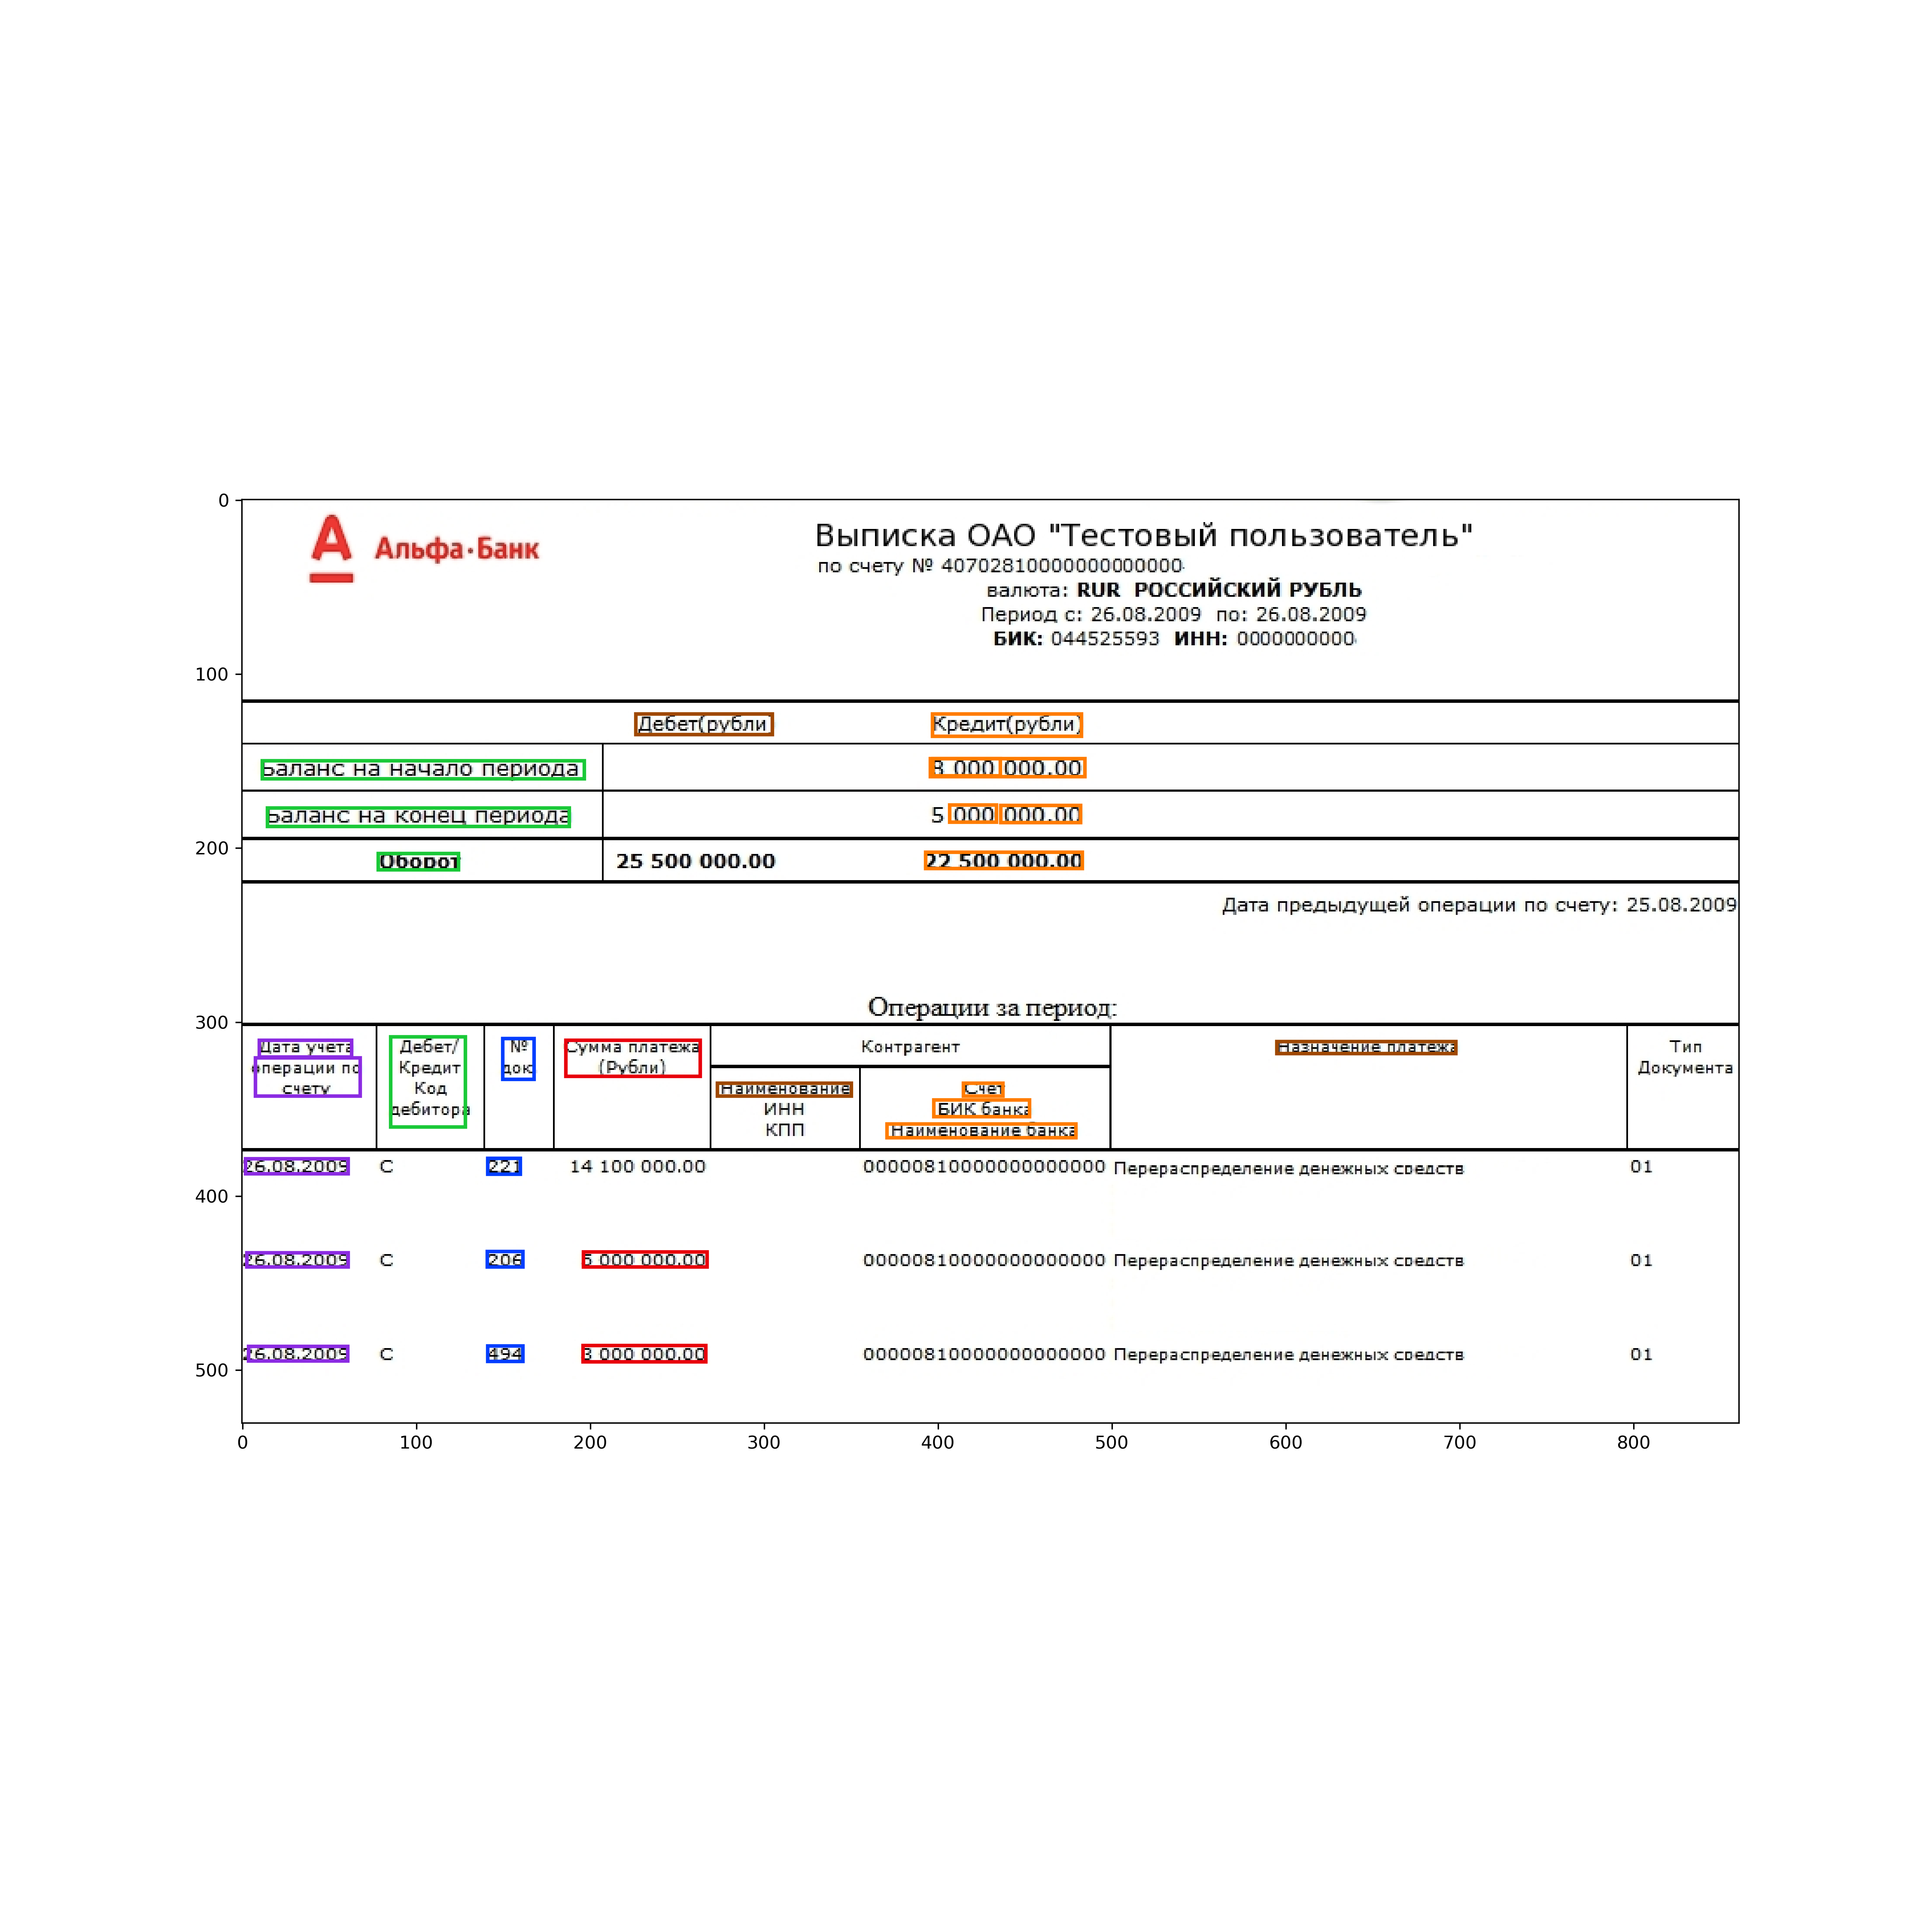 Альфа·Банк
Выписка ОАО "Тестовый пользователь"
по счету № 40702810000000000000
валюта: RUR РОССИЙСКИЙ РУБЛЬ
Период с: 26.08.2009 по: 26.08.2009
БИК: 044525593 ИНН: 0000000000
Дебет(рубли) Кредит(рубли)
Баланс на начало периода 8 000 000.00
Баланс на конец периода 5 000 000.00
Оборот 25 500 000.00 22 500 000.00
Дата предыдущей операции по счету: 25.08.2009
Операции за период:
Дата учета
операции по
счету
Дебет/
Кредит
Код
дебитора
№
док
Сумма платежа
(Рубли)
Контрагент
Наименование
ИНН
КПП
Счет
БИК банка
Наименование банка
Назначение платежа
Тип
Документа
26.08.2009 С 221 14 100 000.00 00000810000000000000 Перераспределение денежных средств 01
26.08.2009 С 206 5 000 000.00 00000810000000000000 Перераспределение денежных средств 01
26.08.2009 С 494 3 000 000.00 00000810000000000000 Перераспределение денежных средств 01
0
100
200
300
400
500
0 100 200 300 400 500 600 700 800